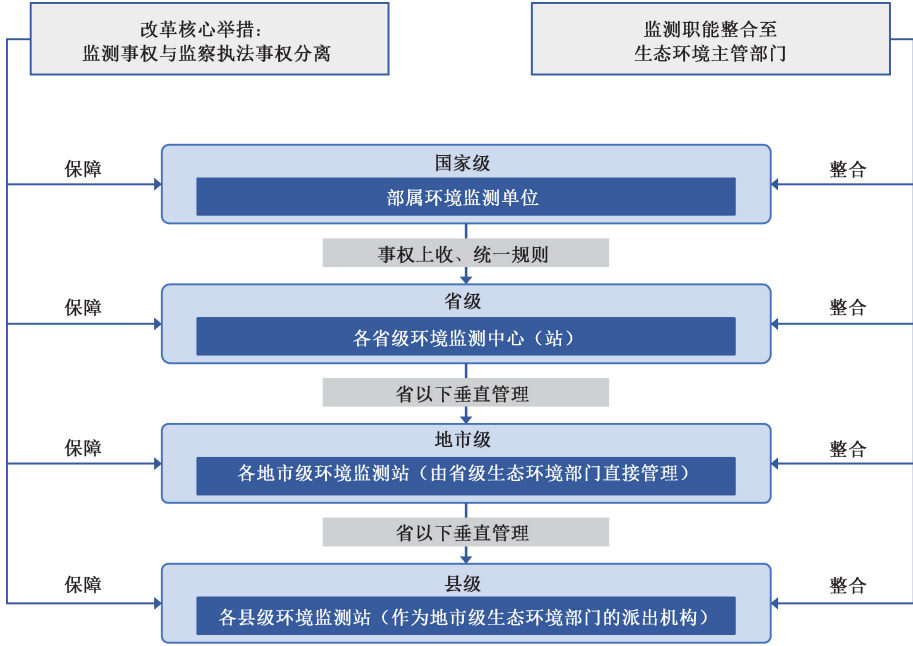 改革核心举措：
监测事权与监察执法事权分离
监测职能整合至
生态环境主管部门
保障
国家级
整合
部属环境监测单位
事权上收、统一规则
保障
省级
整合
各省级环境监测中心（站）
省以下垂直管理
保障
地市级
整合
各地市级环境监测站（由省级生态环境部门直接管理）
省以下垂直管理
保障
县级
整合
各县级环境监测站（作为地市级生态环境部门的派出机构）